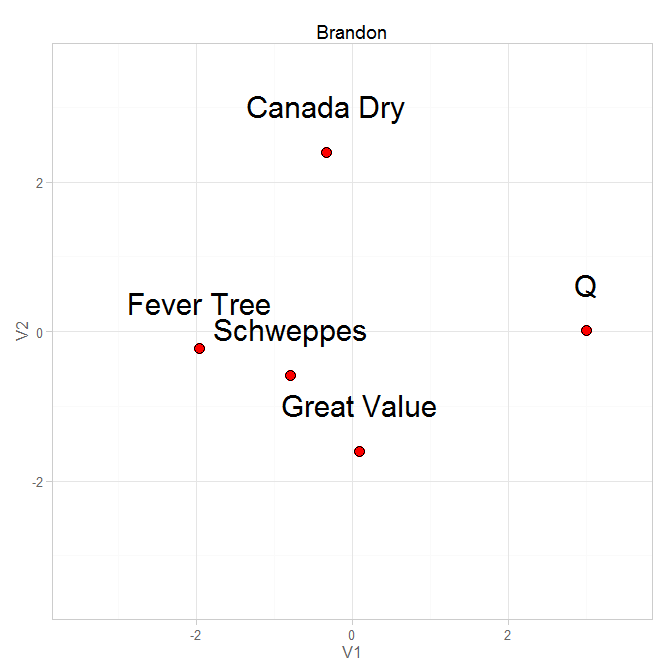 Brandon
Canada Dry
2
Q
Fever Tree
Schweppes
0
V2
Great Value
-2
-2
0
2
V1